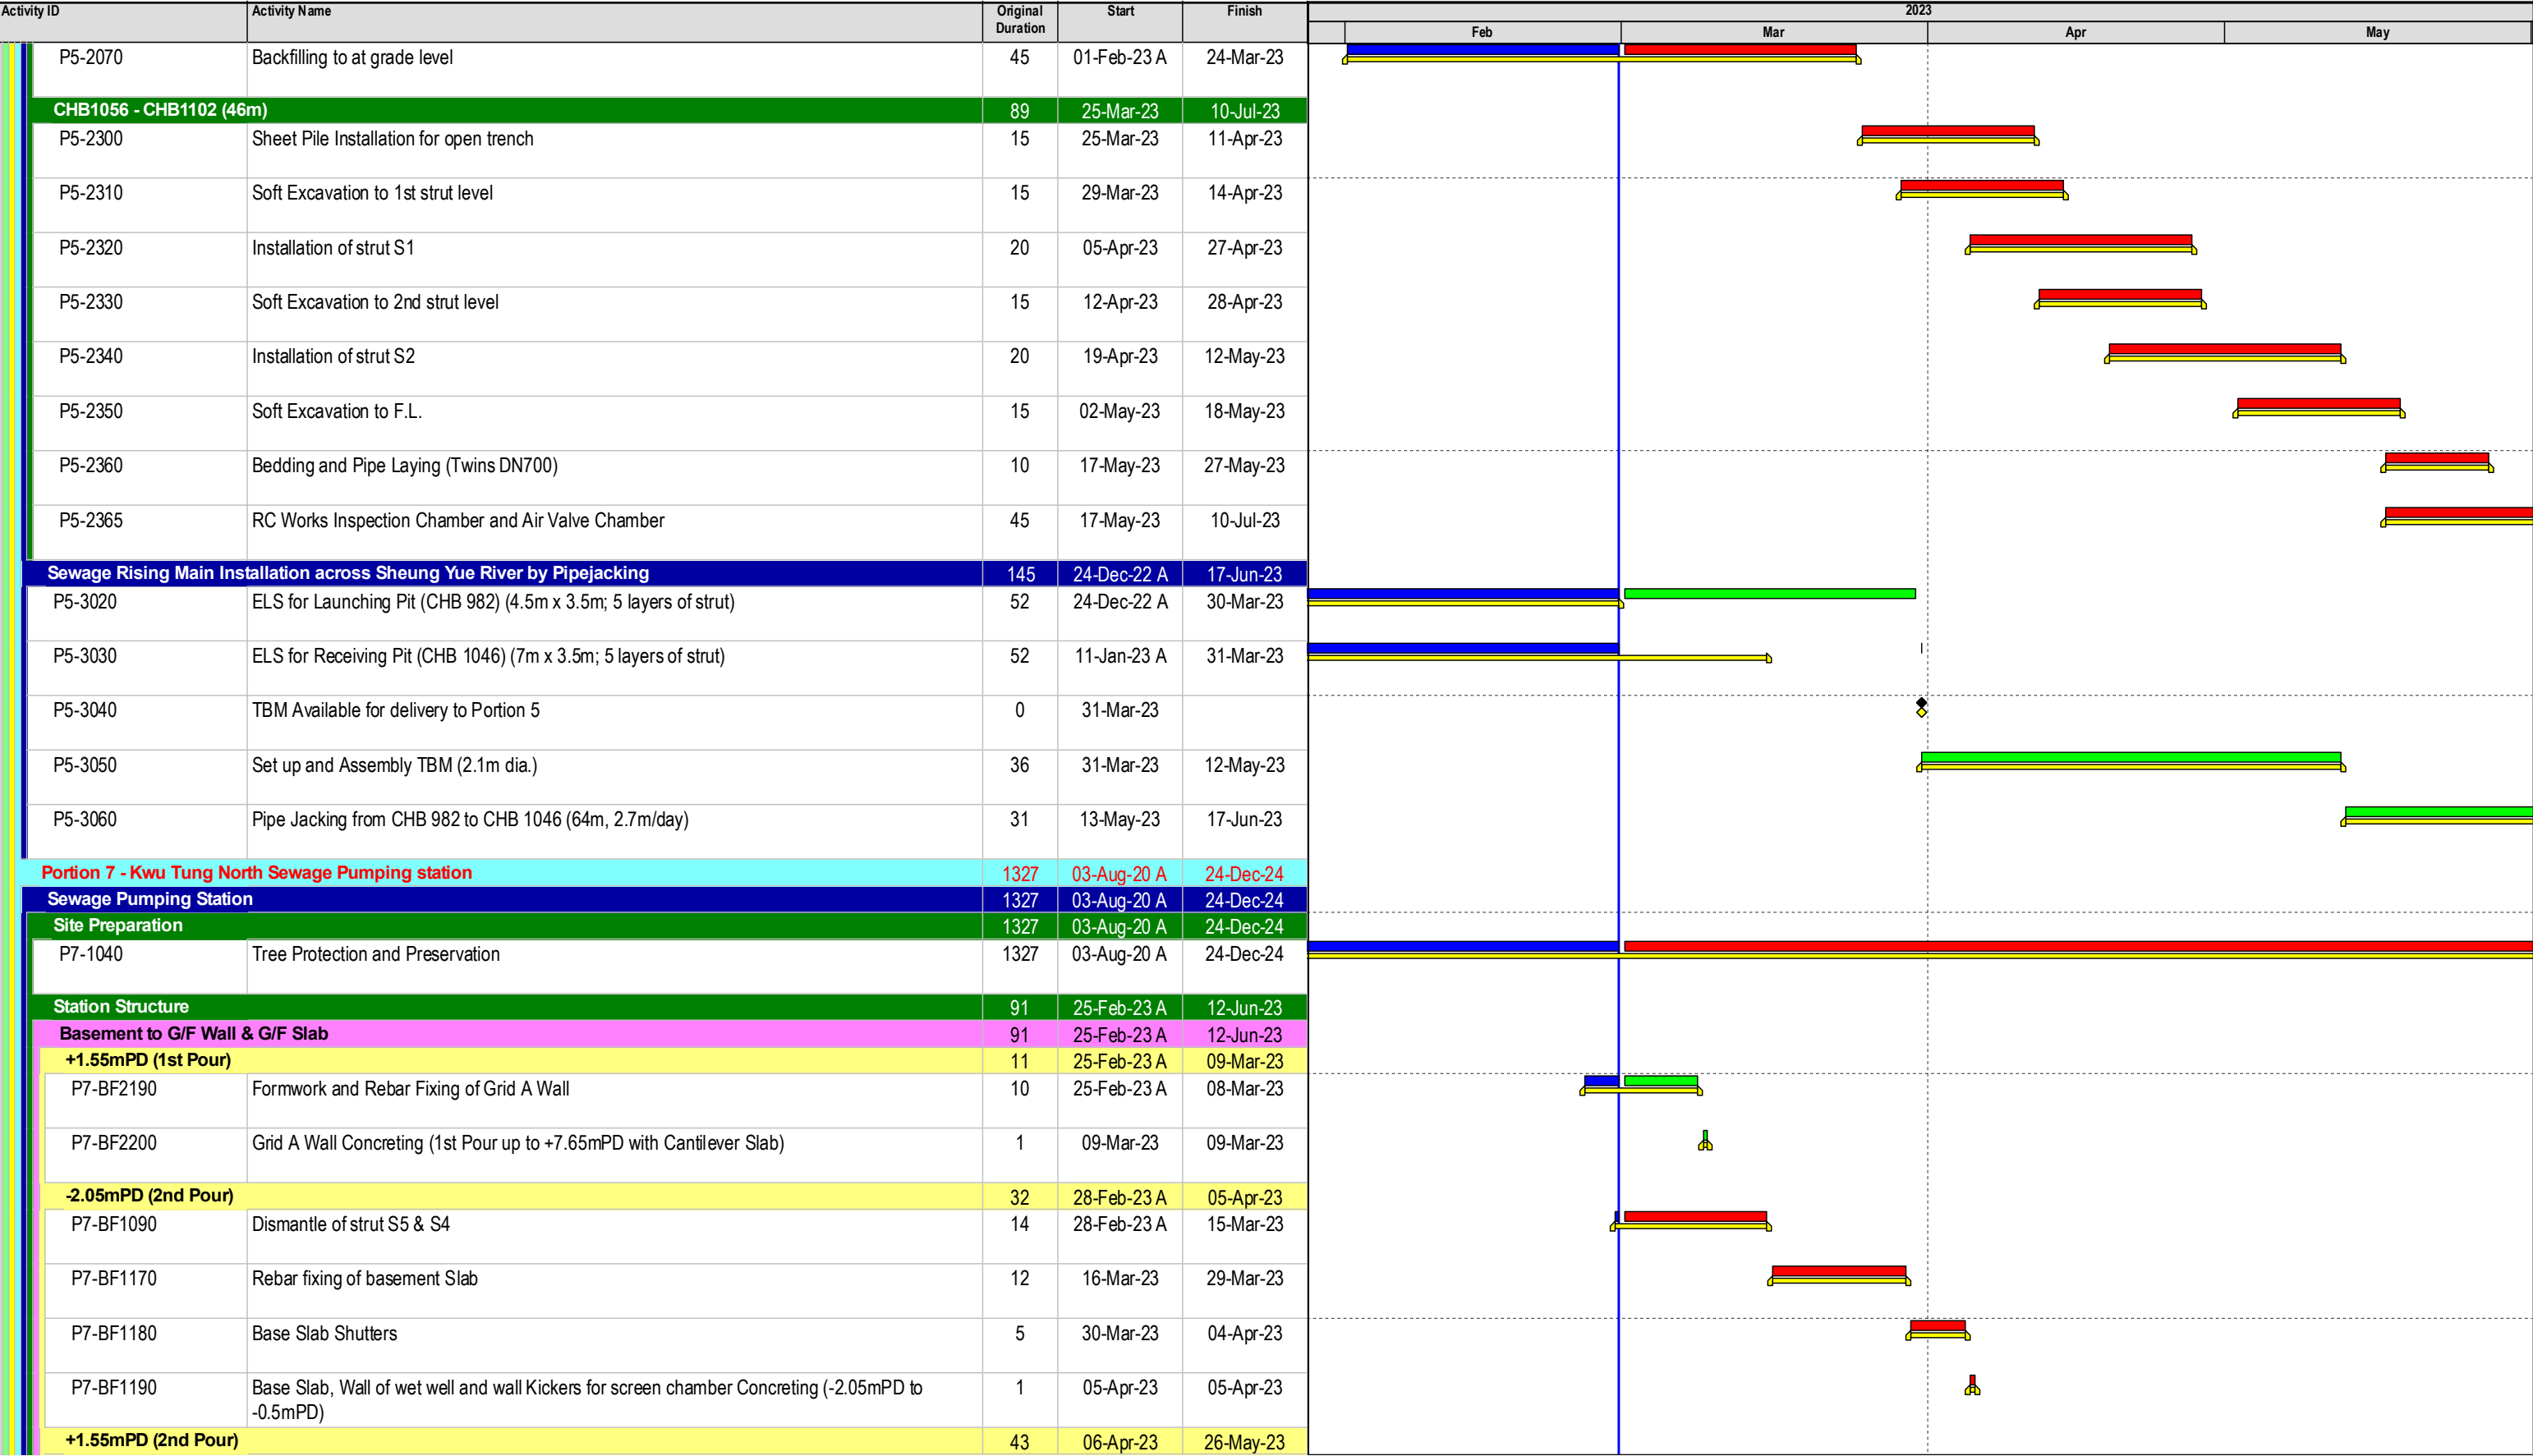 Activity ID Activity Name Original Duration Start Finish 2023
Feb Mar Apr May
P5-2070 Backfilling to at grade level 45 01-Feb-23 A 24-Mar-23
CHB1056 - CHB1102 (46m) 89 25-Mar-23 10-Jul-23
P5-2300 Sheet Pile Installation for open trench 15 25-Mar-23 11-Apr-23
P5-2310 Soft Excavation to 1st strut level 15 29-Mar-23 14-Apr-23
P5-2320 Installation of strut S1 20 05-Apr-23 27-Apr-23
P5-2330 Soft Excavation to 2nd strut level 15 12-Apr-23 28-Apr-23
P5-2340 Installation of strut S2 20 19-Apr-23 12-May-23
P5-2350 Soft Excavation to F.L. 15 02-May-23 18-May-23
P5-2360 Bedding and Pipe Laying (Twins DN700) 10 17-May-23 27-May-23
P5-2365 RC Works Inspection Chamber and Air Valve Chamber 45 17-May-23 10-Jul-23
Sewage Rising Main Installation across Sheung Yue River by Pipejacking 145 24-Dec-22 A 17-Jun-23
P5-3020 ELS for Launching Pit (CHB 982) (4.5m x 3.5m; 5 layers of strut) 52 24-Dec-22 A 30-Mar-23
P5-3030 ELS for Receiving Pit (CHB 1046) (7m x 3.5m; 5 layers of strut) 52 11-Jan-23 A 31-Mar-23
P5-3040 TBM Available for delivery to Portion 5 0 31-Mar-23
P5-3050 Set up and Assembly TBM (2.1m dia.) 36 31-Mar-23 12-May-23
P5-3060 Pipe Jacking from CHB 982 to CHB 1046 (64m, 2.7m/day) 31 13-May-23 17-Jun-23
Portion 7 - Kwu Tung North Sewage Pumping station 1327 03-Aug-20 A 24-Dec-24
Sewage Pumping Station 1327 03-Aug-20 A 24-Dec-24
Site Preparation 1327 03-Aug-20 A 24-Dec-24
P7-1040 Tree Protection and Preservation 1327 03-Aug-20 A 24-Dec-24
Station Structure 91 25-Feb-23 A 12-Jun-23
Basement to G/F Wall & G/F Slab 91 25-Feb-23 A 12-Jun-23
+1.55mPD (1st Pour) 11 25-Feb-23 A 09-Mar-23
P7-BF2190 Formwork and Rebar Fixing of Grid A Wall 10 25-Feb-23 A 08-Mar-23
P7-BF2200 Grid A Wall Concreting (1st Pour up to +7.65mPD with Cantilever Slab) 1 09-Mar-23 09-Mar-23
-2.05mPD (2nd Pour) 32 28-Feb-23 A 05-Apr-23
P7-BF1090 Dismantle of strut S5 & S4 14 28-Feb-23 A 15-Mar-23
P7-BF1170 Rebar fixing of basement Slab 12 16-Mar-23 29-Mar-23
P7-BF1180 Base Slab Shutters 5 30-Mar-23 04-Apr-23
P7-BF1190 Base Slab, Wall of wet well and wall Kickers for screen chamber Concreting (-2.05mPD to 1 05-Apr-23 05-Apr-23
-0.5mPD)
+1.55mPD (2nd Pour) 43 06-Apr-23 26-May-23